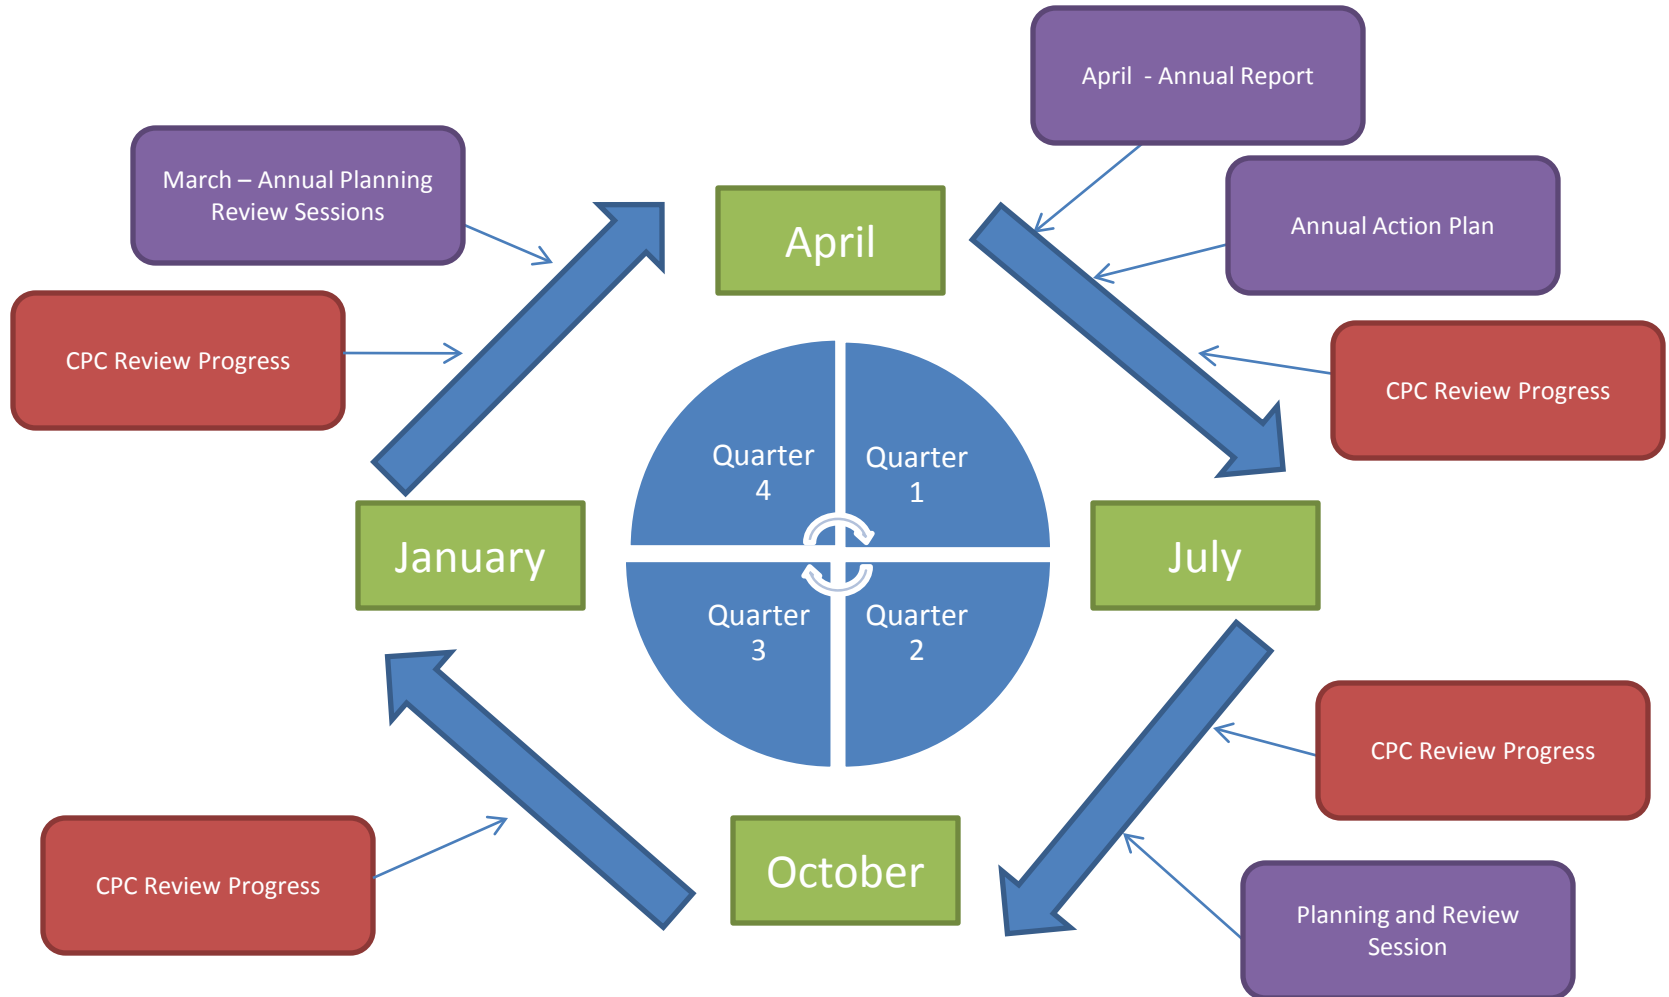 April  - Annual Report
March – Annual Planning
Review Sessions
Annual Action Plan
April
CPC Review Progress
CPC Review Progress
Quarter
4
Quarter
1
January
July
Quarter
3
Quarter
2
CPC Review Progress
October
CPC Review Progress
Planning and Review
Session